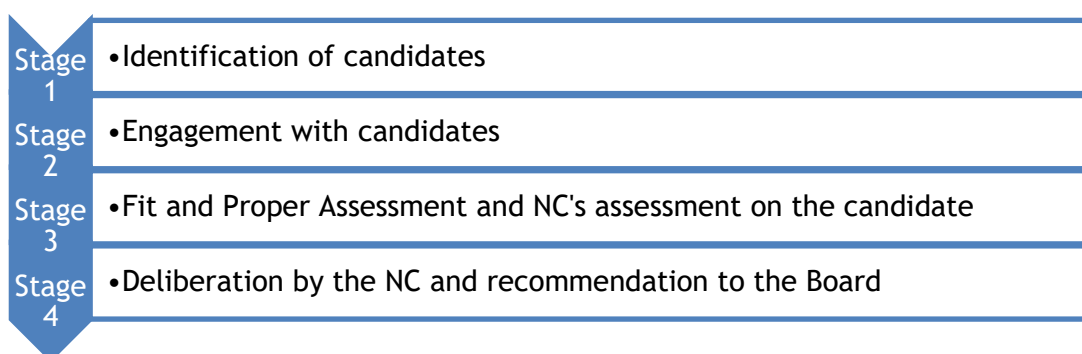 Stage 1
•Identification of candidates
Stage 2
•Engagement with candidates
Stage 3
•Fit and Proper Assessment and NC's assessment on the candidate
Stage 4
•Deliberation by the NC and recommendation to the Board